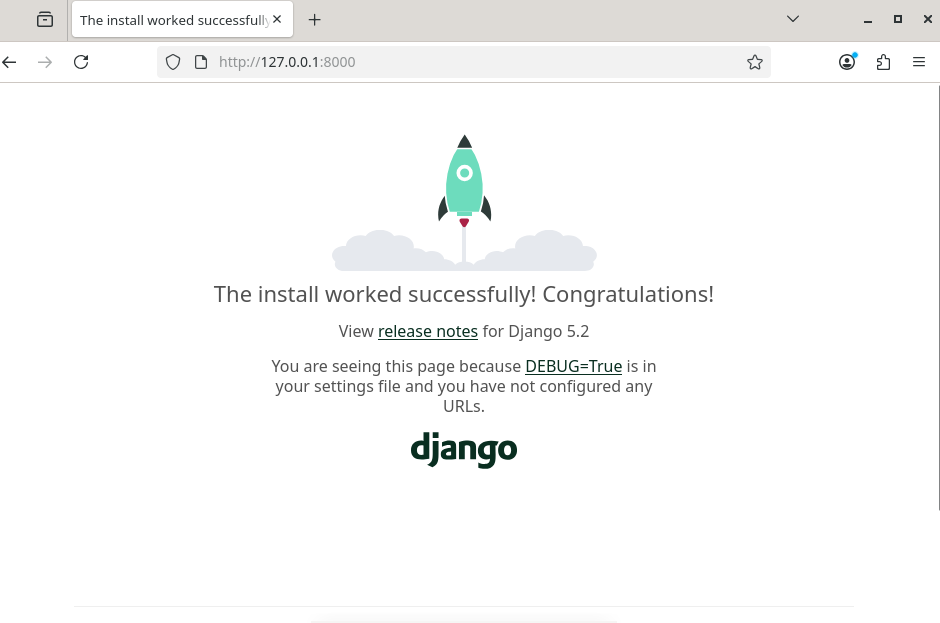 The install worked successfully
http://127.0.0.1:8000
The install worked successfully! Congratulations!
View release notes for Django 5.2
You are seeing this page because DEBUG=True is in
your settings file and you have not configured any
URLs.
django